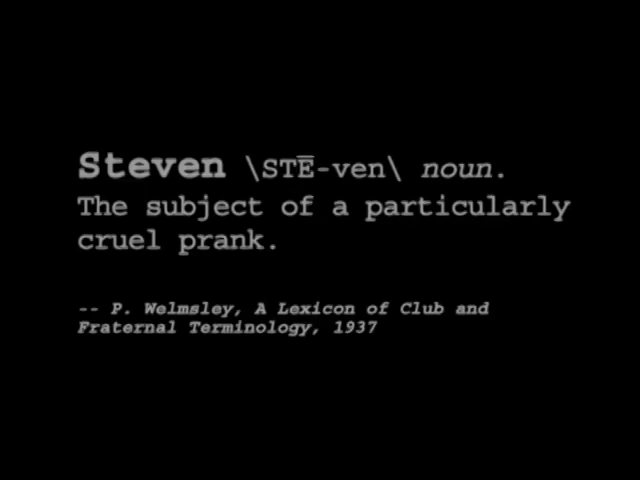 Steven \STĒ-ven\ noun.
The subject of a particularly
cruel prank.
-- P. Welmsley, A Lexicon of Club and
Fraternal Terminology, 1937